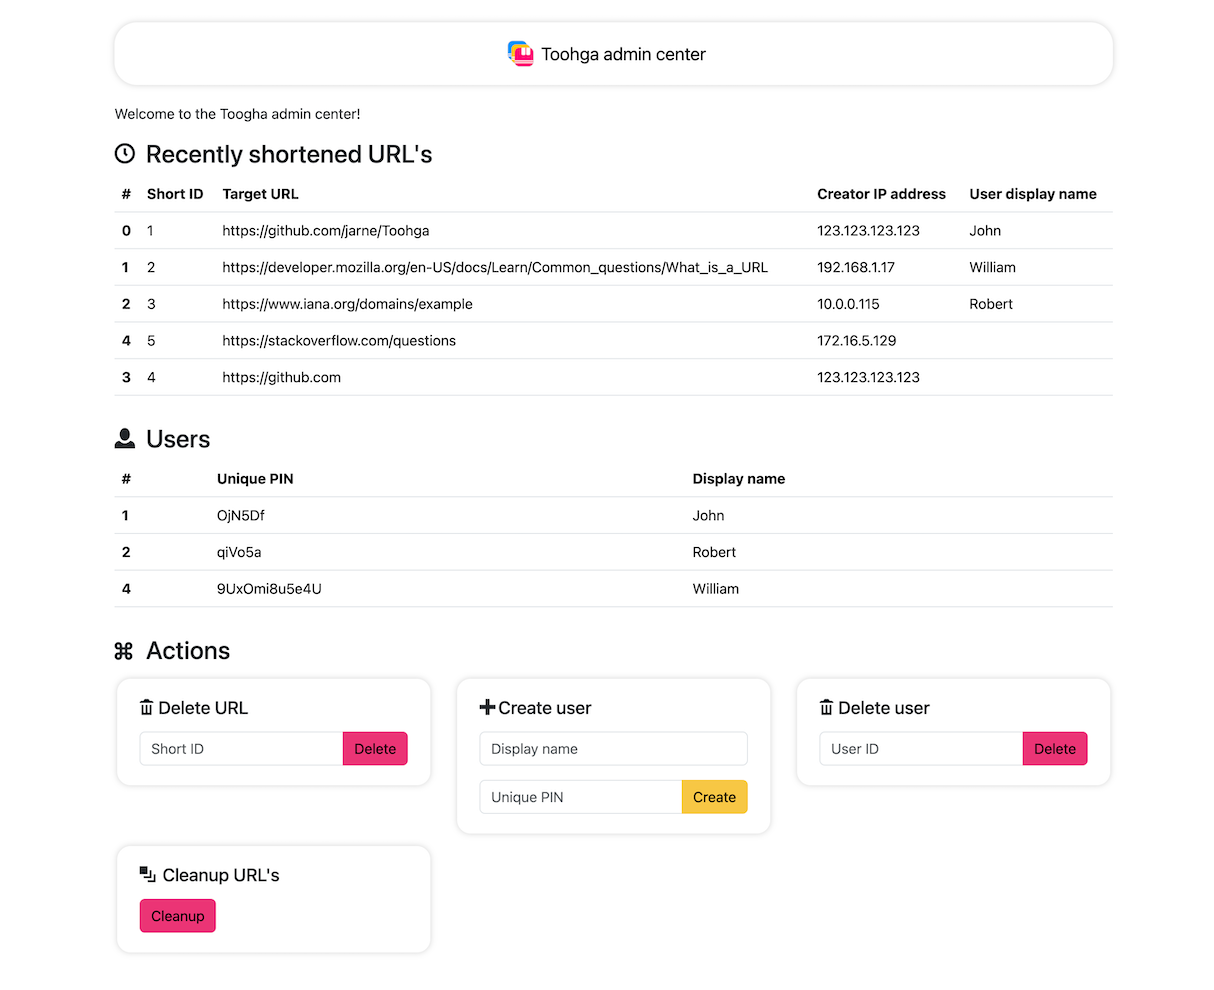 Toohga admin center
Welcome to the Toogha admin center!
Recently shortened URL's
# Short ID Target URL Creator IP address User display name
0 1 https://github.com/jarne/Toohga 123.123.123.123 John
1 2 https://developer.mozilla.org/en-US/docs/Learn/Common_questions/What_is_a_URL 192.168.1.17 William
2 3 https://www.iana.org/domains/example 10.0.0.115 Robert
4 5 https://stackoverflow.com/questions 172.16.5.129
3 4 https://github.com 123.123.123.123
Users
# Unique PIN Display name
1 OjN5Df John
2 qiVo5a Robert
4 9UxOmi8u5e4U William
Actions
Delete URL
Short ID Delete
Create user
Display name
Unique PIN Create
Delete user
User ID Delete
Cleanup URL's
Cleanup